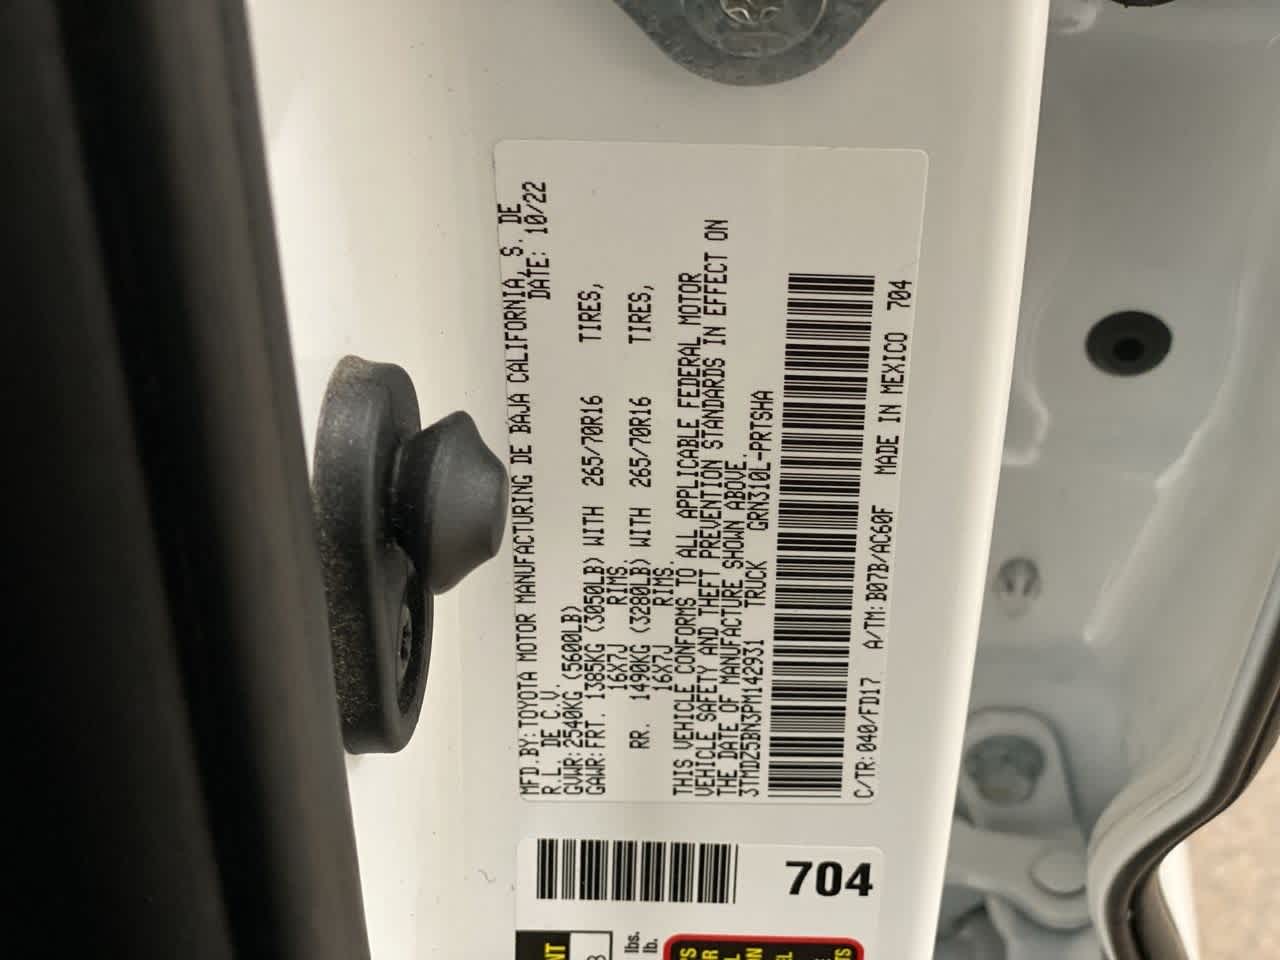 MFD.BY:TOYOTA MOTOR MANUFACTURING DE BAJA CALIFORNIA, S. DE
R.L. DE C.V. DATE: 10/22
GVWR:2540KG (5600LB)
GAWR:FRT. 1385KG (3050LB) WITH 265/70R16 TIRES,
16X7J RIMS.
RR. 1490KG (3280LB) WITH 265/70R16 TIRES,
16X7J RIMS.
THIS VEHICLE CONFORMS TO ALL APPLICABLE FEDERAL MOTOR
VEHICLE SAFETY AND THEFT PREVENTION STANDARDS IN EFFECT ON
THE DATE OF MANUFACTURE SHOWN ABOVE.
3TMDZ5BN3PM142931 TRUCK GRN310L-PRTSHA
C/TR:040/FD17 A/TM:B07B/AC60F MADE IN MEXICO 704
704
lbs.
lb.